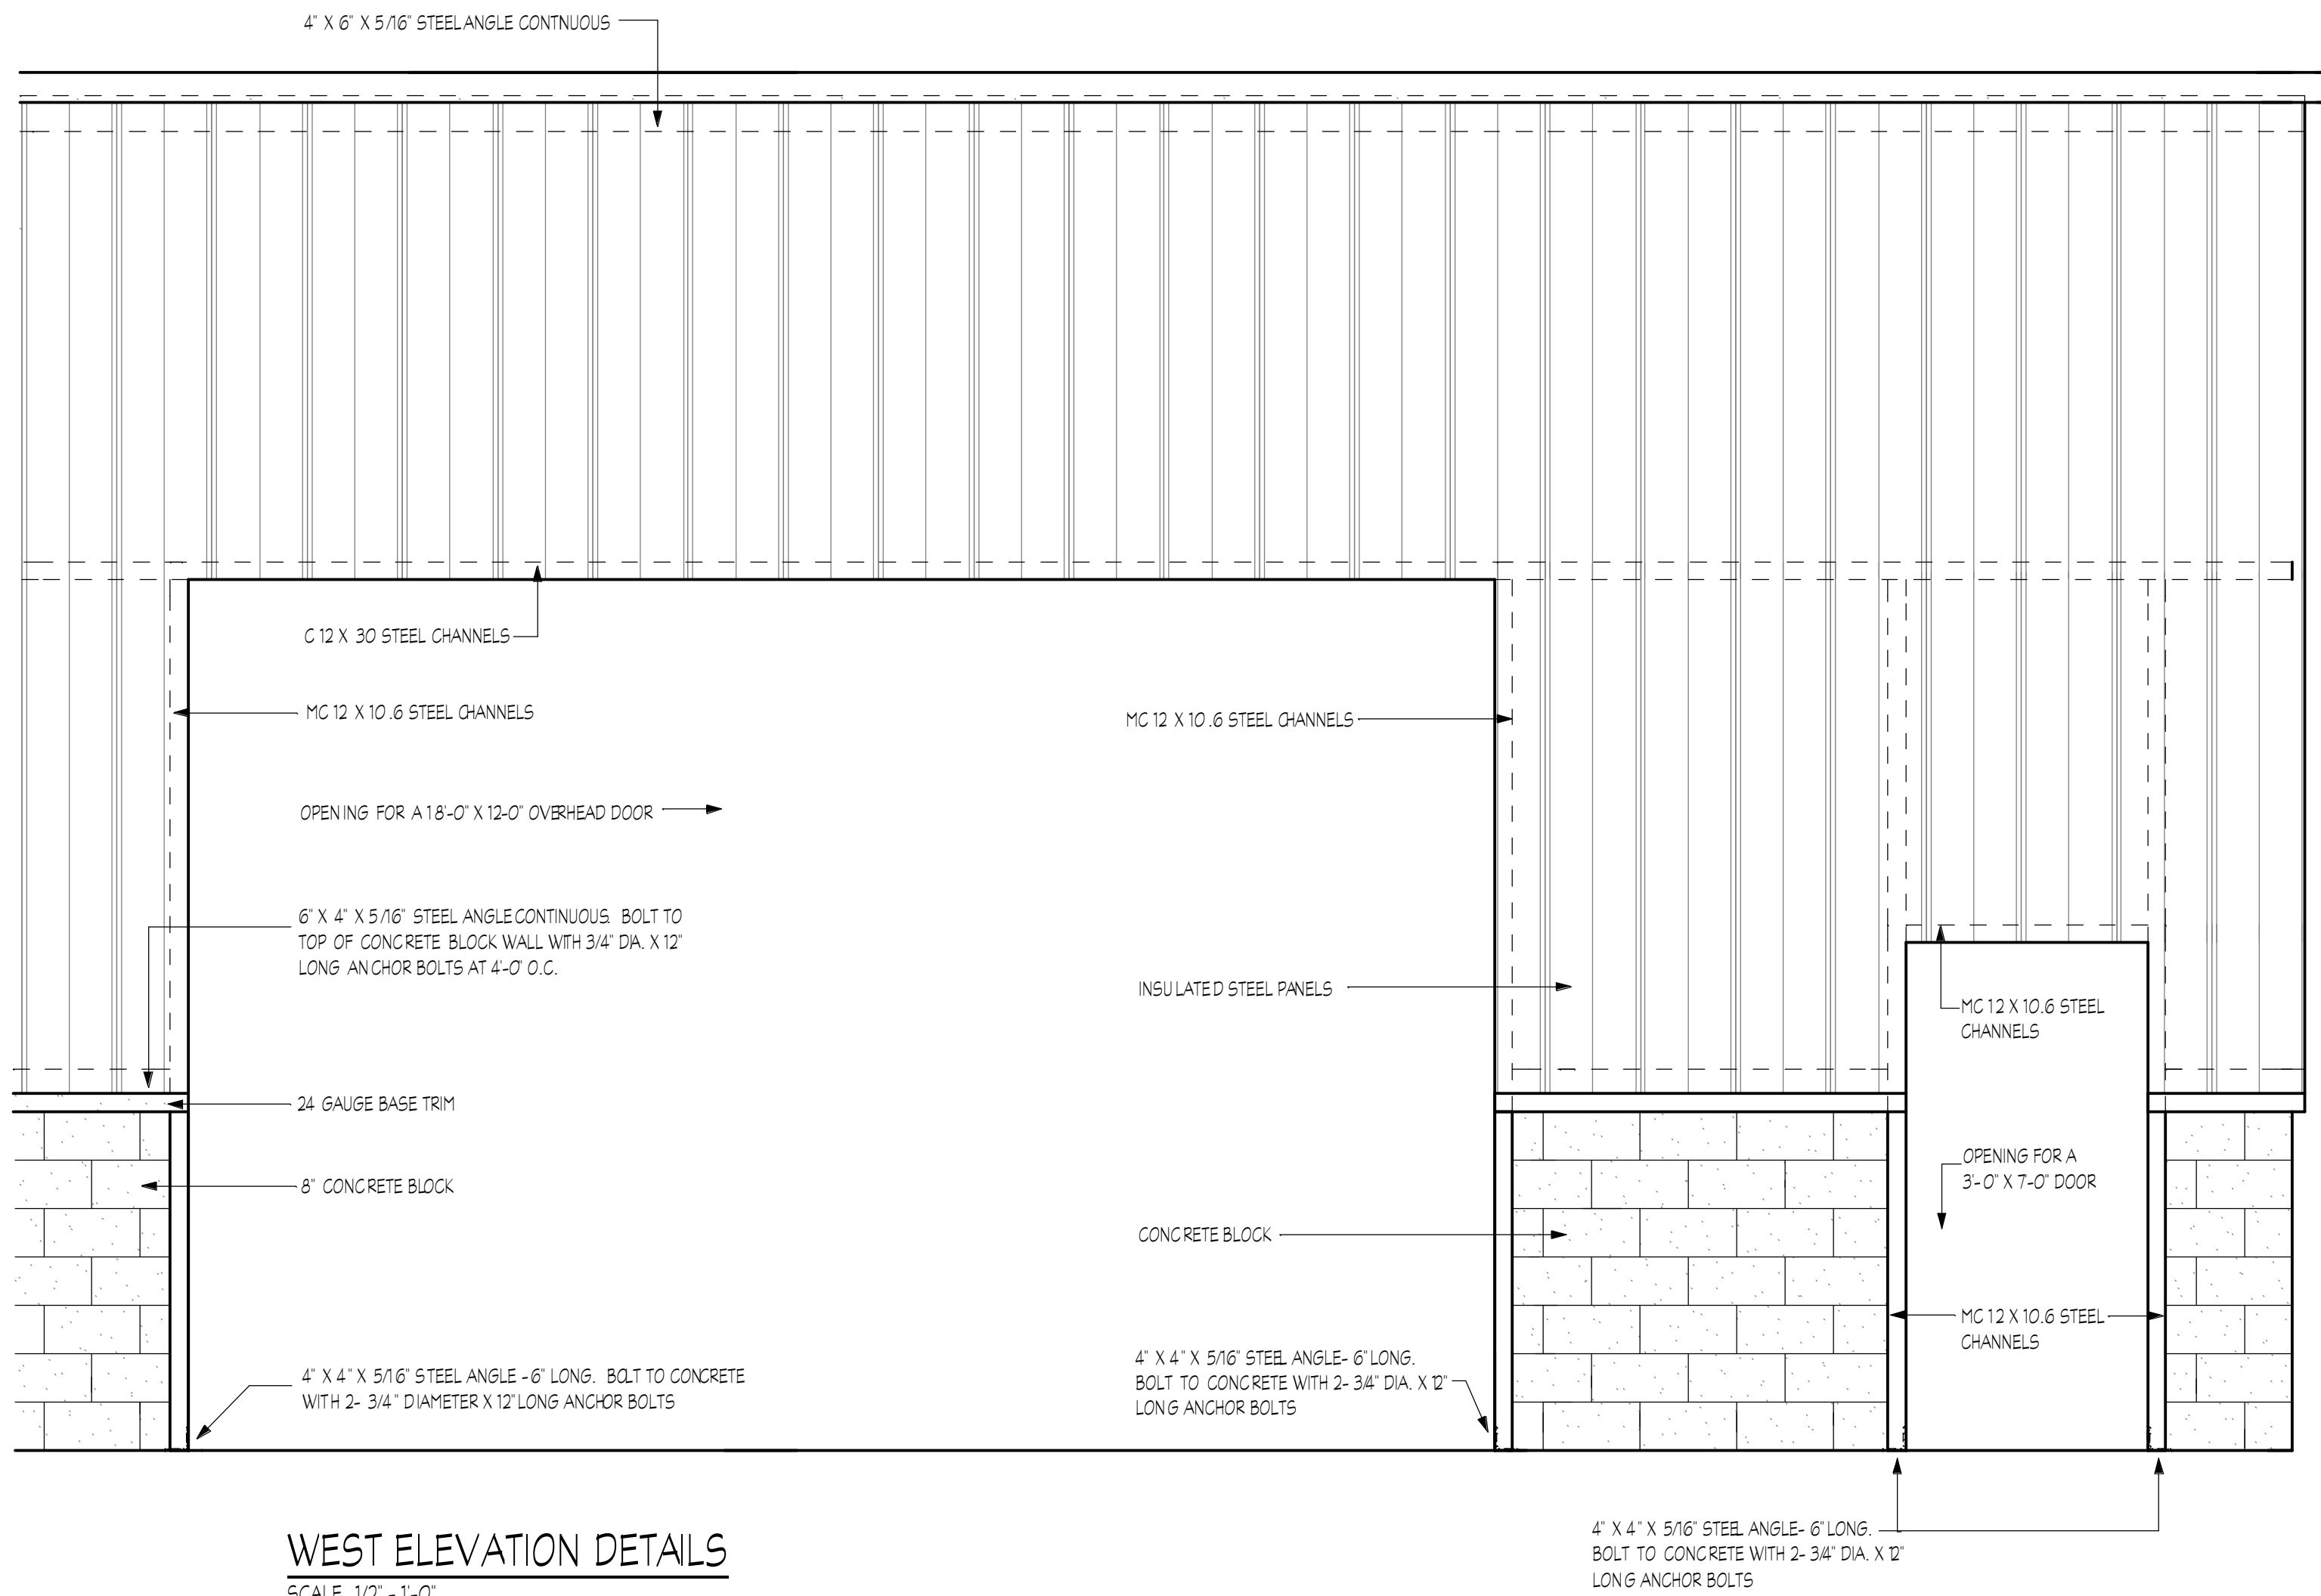 4" X 6" X 5/16" STEEL ANGLE CONTNUOUS
C 12 X 30 STEEL CHANNELS
MC 12 X 10.6 STEEL CHANNELS
MC 12 X 10.6 STEEL CHANNELS
OPENING FOR A 18'-0" X 12-0" OVERHEAD DOOR
6" X 4" X 5/16" STEEL ANGLE CONTINUOUS. BOLT TO
TOP OF CONCRETE BLOCK WALL WITH 3/4" DIA. X 12"
LONG ANCHOR BOLTS AT 4'-0" O.C.
INSULATED STEEL PANELS
MC 12 X 10.6 STEEL
CHANNELS
24 GAUGE BASE TRIM
8" CONCRETE BLOCK
OPENING FOR A
3'-0" X 7-0" DOOR
CONCRETE BLOCK
MC 12 X 10.6 STEEL
CHANNELS
4" X 4" X 5/16" STEEL ANGLE - 6" LONG. BOLT TO CONCRETE
WITH 2- 3/4" DIAMETER X 12" LONG ANCHOR BOLTS
4" X 4" X 5/16" STEEL ANGLE- 6" LONG.
BOLT TO CONCRETE WITH 2- 3/4" DIA. X 12"
LONG ANCHOR BOLTS
4" X 4" X 5/16" STEEL ANGLE- 6" LONG.
BOLT TO CONCRETE WITH 2- 3/4" DIA. X 12"
LONG ANCHOR BOLTS
WEST ELEVATION DETAILS
SCALE 1/2" - 1'-0"